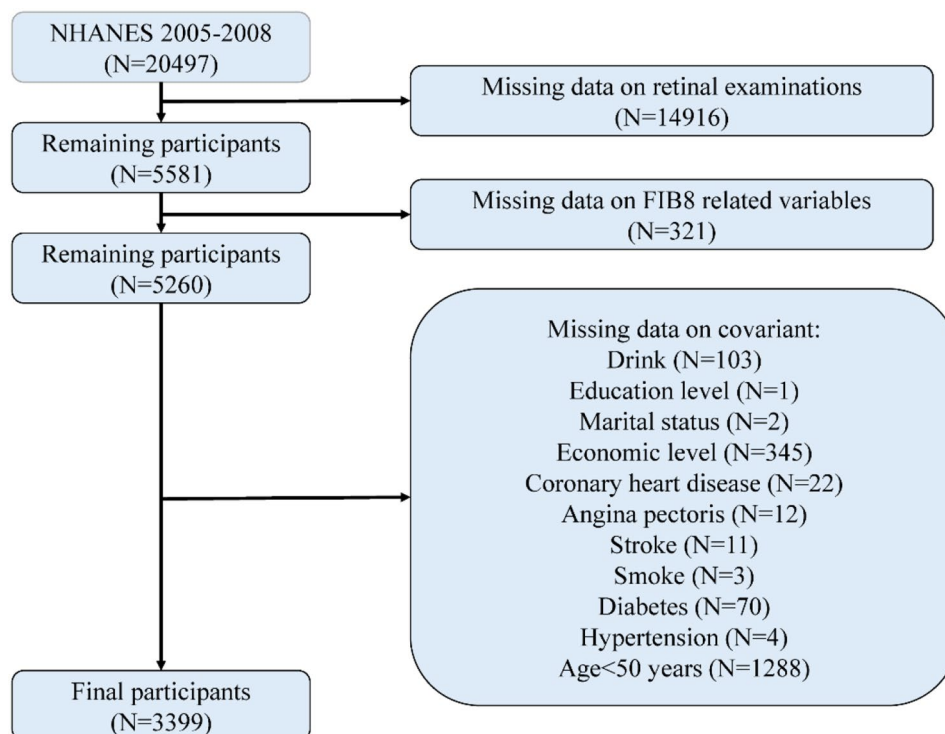 NHANES 2005-2008
(N=20497)
Missing data on retinal examinations
(N=14916)
Remaining participants
(N=5581)
Missing data on FIB8 related variables
(N=321)
Remaining participants
(N=5260)
Missing data on covariant:
Drink (N=103)
Education level (N=1)
Marital status (N=2)
Economic level (N=345)
Coronary heart disease (N=22)
Angina pectoris (N=12)
Stroke (N=11)
Smoke (N=3)
Diabetes (N=70)
Hypertension (N=4)
Age<50 years (N=1288)
Final participants
(N=3399)